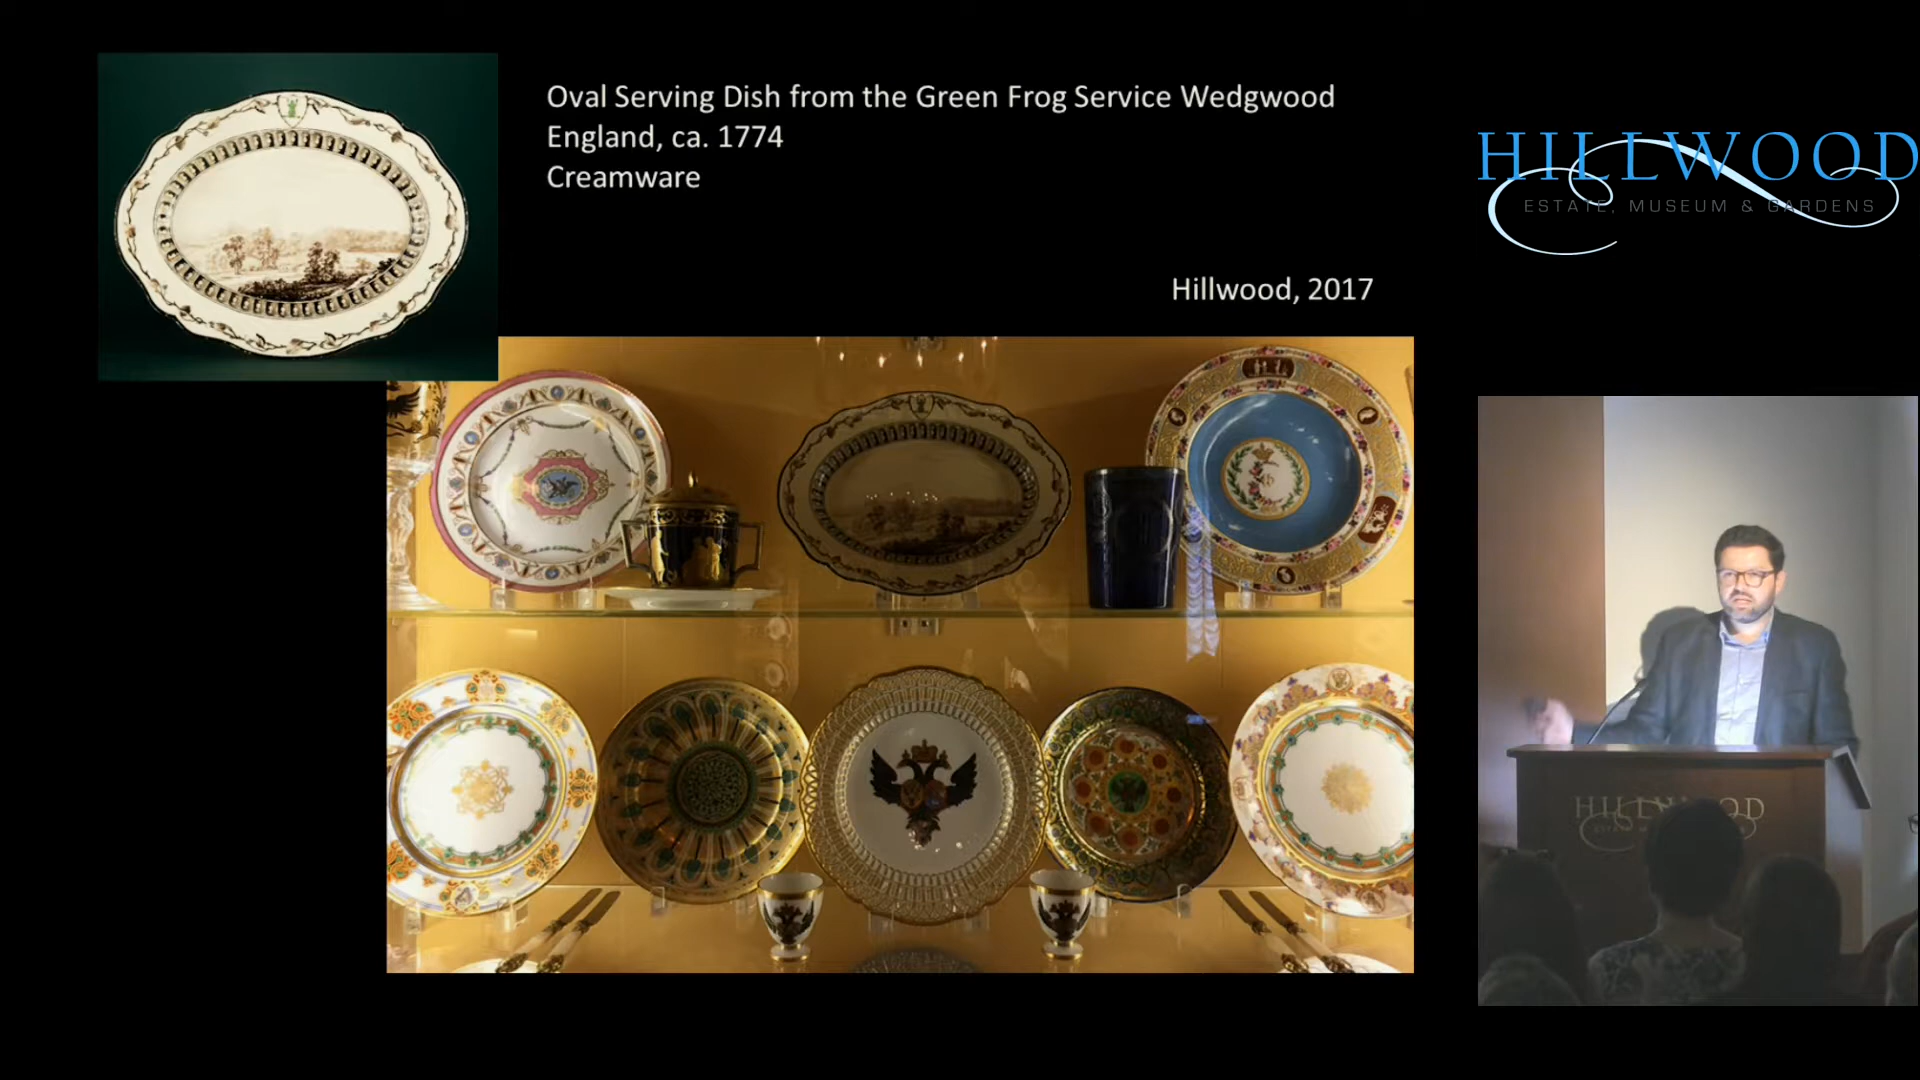 Oval Serving Dish from the Green Frog Service Wedgwood
England, ca. 1774
Creamware
HILLWOOD
ESTATE, MUSEUM & GARDENS
Hillwood, 2017
HILLWOOD